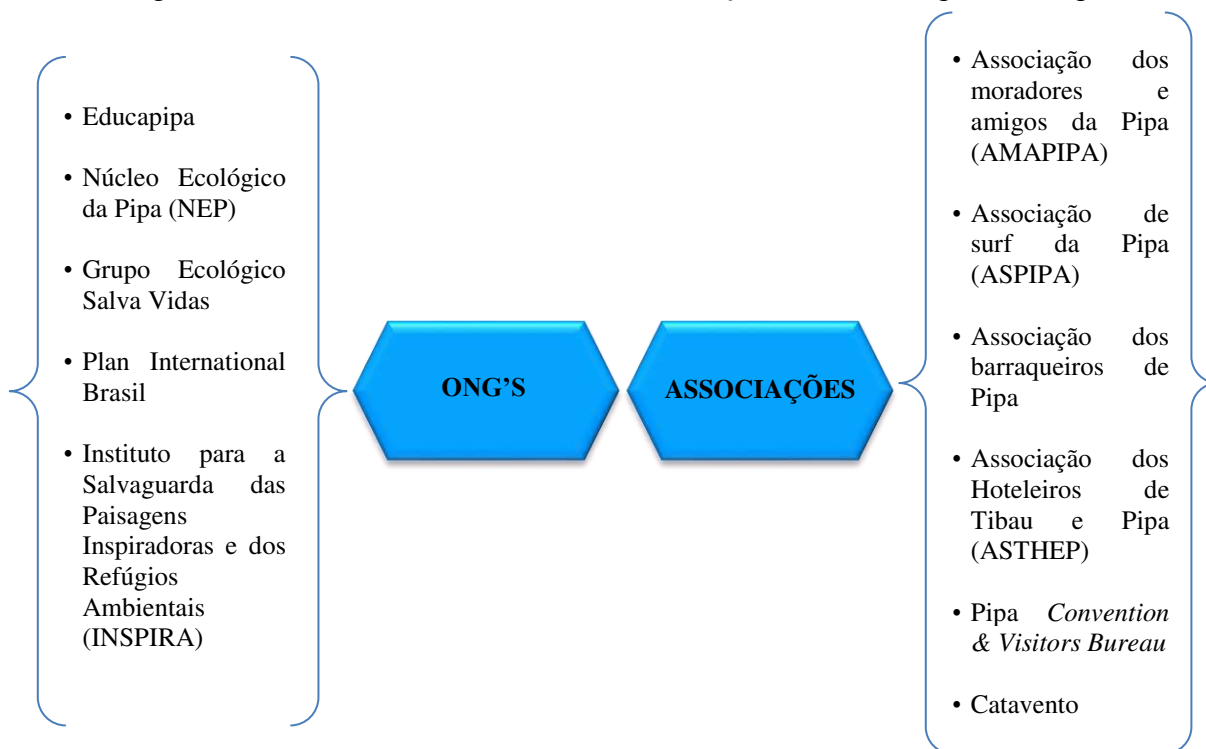 • Educapipa
• Núcleo Ecológico
da Pipa (NEP)
• Grupo Ecológico
Salva Vidas
• Plan International
Brasil
• Instituto para a
Salvaguarda das
Paisagens
Inspiradoras e dos
Refúgios
Ambientais
(INSPIRA)
ONG'S
ASSOCIAÇÕES
• Associação dos
moradores e
amigos da Pipa
(AMAPIPA)
• Associação de
surf da Pipa
(ASPIPA)
• Associação dos
barraqueiros de
Pipa
• Associação dos
Hoteleiros de
Tibau e Pipa
(ASTHEP)
• Pipa Convention
& Visitors Bureau
• Catavento